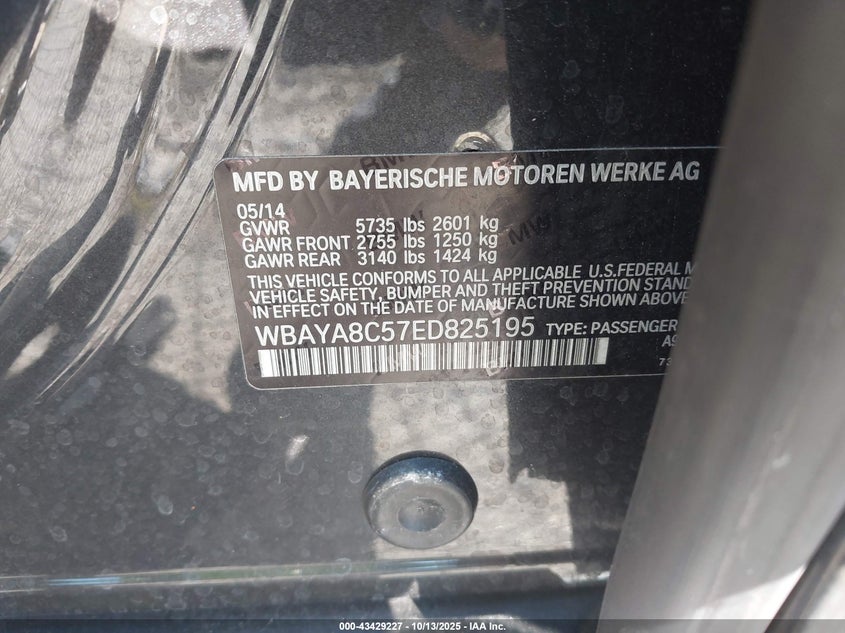 MFD BY BAYERISCHE MOTOREN WERKE AG
05/14
GVWR 5735 lbs 2601 kg
GAWR FRONT 2755 lbs 1250 kg
GAWR REAR 3140 lbs 1424 kg
THIS VEHICLE CONFORMS TO ALL APPLICABLE U.S.FEDERAL M
VEHICLE SAFETY, BUMPER AND THEFT PREVENTION STAND
IN EFFECT ON THE DATE OF MANUFACTURE SHOWN ABOVE
WBAYA8C57ED825195 TYPE: PASSENGER
A9
73
000-43429227 - 10/13/2025 - IAA Inc.